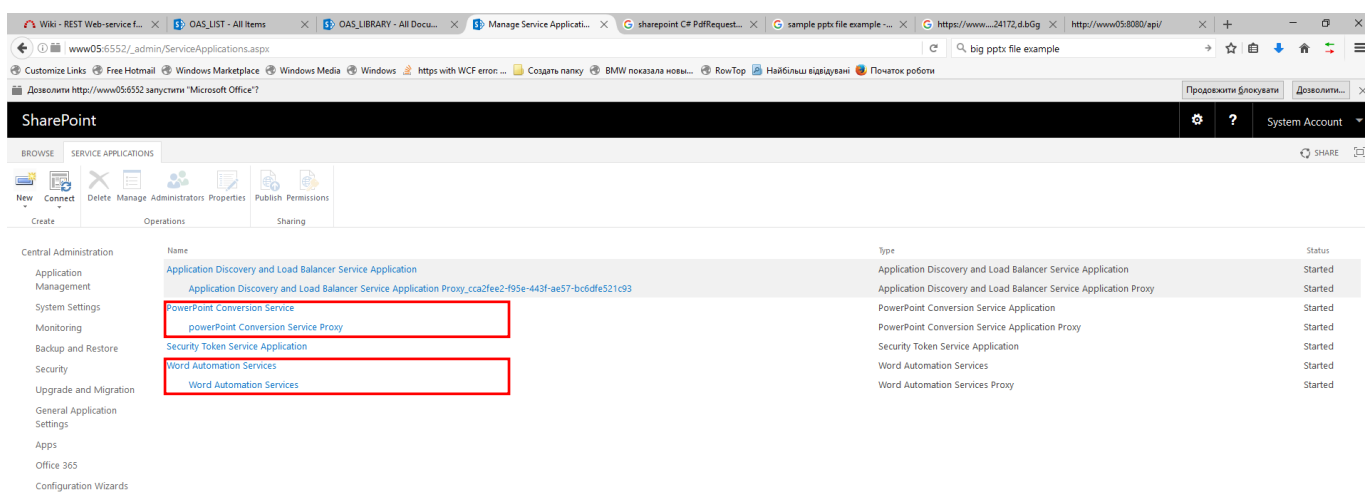 Wiki - REST Web-service f... OAS_LIST - All Items OAS_LIBRARY - All Docu... Manage Service Applicati... sharepoint C# PdfRequest... sample pptx file example -... https://www....24172,d.bGg http://www05:8080/api/
www05:6552/_admin/ServiceApplications.aspx big pptx file example
Customize Links Free Hotmail Windows Marketplace Windows Media Windows https with WCF error: ... Создать папку BMW показала новы... RowTop Найбільш відвідувані Початок роботи
Дозволити http://www05:6552 запустити "Microsoft Office"? Продовжити блокувати Дозволити...
SharePoint ? System Account
BROWSE SERVICE APPLICATIONS SHARE
New Connect Delete Manage Administrators Properties Publish Permissions
Create Operations Sharing
Central Administration Name Type Status
Application Management Application Discovery and Load Balancer Service Application Application Discovery and Load Balancer Service Application Started
Application Discovery and Load Balancer Service Application Proxy_cca2fee2-f95e-443f-ae57-bc6dfe521c93 Application Discovery and Load Balancer Service Application Proxy Started
System Settings PowerPoint Conversion Service PowerPoint Conversion Service Application Started
Monitoring powerPoint Conversion Service Proxy PowerPoint Conversion Service Application Proxy Started
Backup and Restore Security Token Service Application Security Token Service Application Started
Security Word Automation Services Word Automation Services Started
Upgrade and Migration Word Automation Services Word Automation Services Proxy Started
General Application
Settings
Apps
Office 365
Configuration Wizards